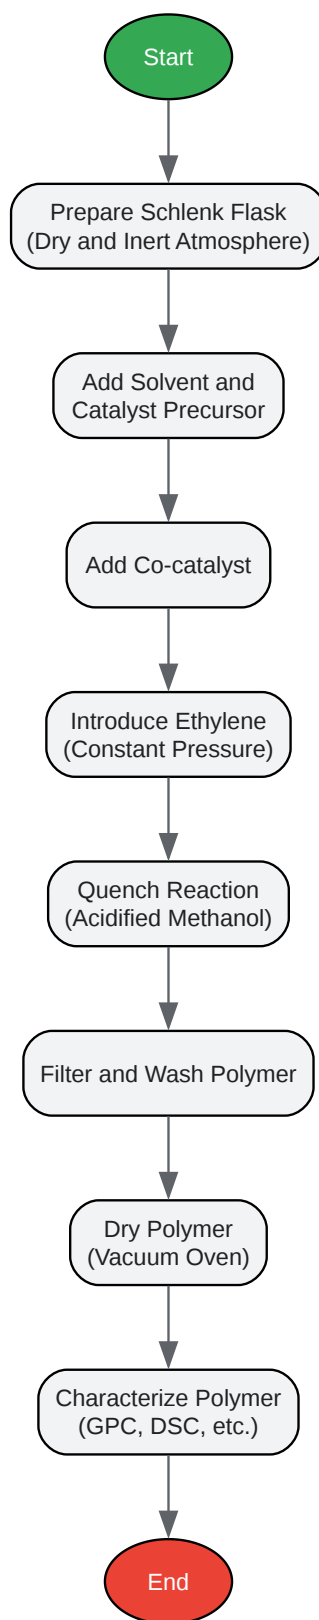 Start
Prepare Schlenk Flask
(Dry and Inert Atmosphere)
Add Solvent and
Catalyst Precursor
Add Co-catalyst
Introduce Ethylene
(Constant Pressure)
Quench Reaction
(Acidified Methanol)
Filter and Wash Polymer
Dry Polymer
(Vacuum Oven)
Characterize Polymer
(GPC, DSC, etc.)
End